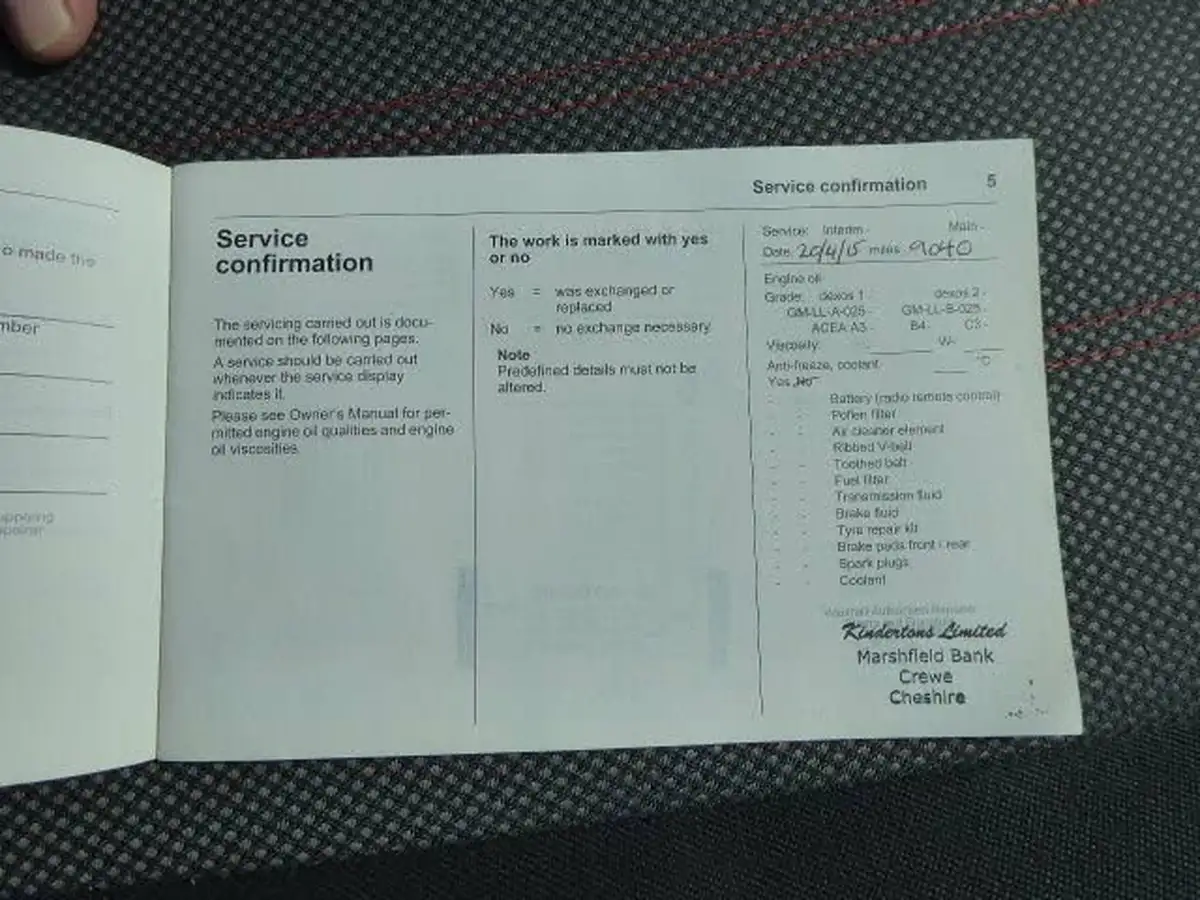 o made the
mber
Service confirmation 5
Service
confirmation
The servicing carried out is docu-
mented on the following pages.
A service should be carried out
whenever the service display
indicates it.
Please see Owner's Manual for per-
mitted engine oil qualities and engine
oil viscosities.
The work is marked with yes
or no
Yes = was exchanged or
replaced
No = no exchange necessary
Note
Predefined details must not be
altered.
Service: Interim - Main -
Date: 20/4/15 miles 9040
Engine oil
Grade: dexos 1 - dexos 2 -
GM-LL-A-025 - GM-LL-B-025 -
ACEA A3 - B4 - C3 -
Viscosity: W-
Anti-freeze, coolant °C
Yes No
Battery (radio remote control)
Pollen filter
Air cleaner element
Ribbed V-belt
Toothed belt
Fuel filter
Transmission fluid
Brake fluid
Tyre repair kit
Brake pads front / rear
Spark plugs
Coolant
Authorised Repairer
Kindertons Limited
Marshfield Bank
Crewe
Cheshire